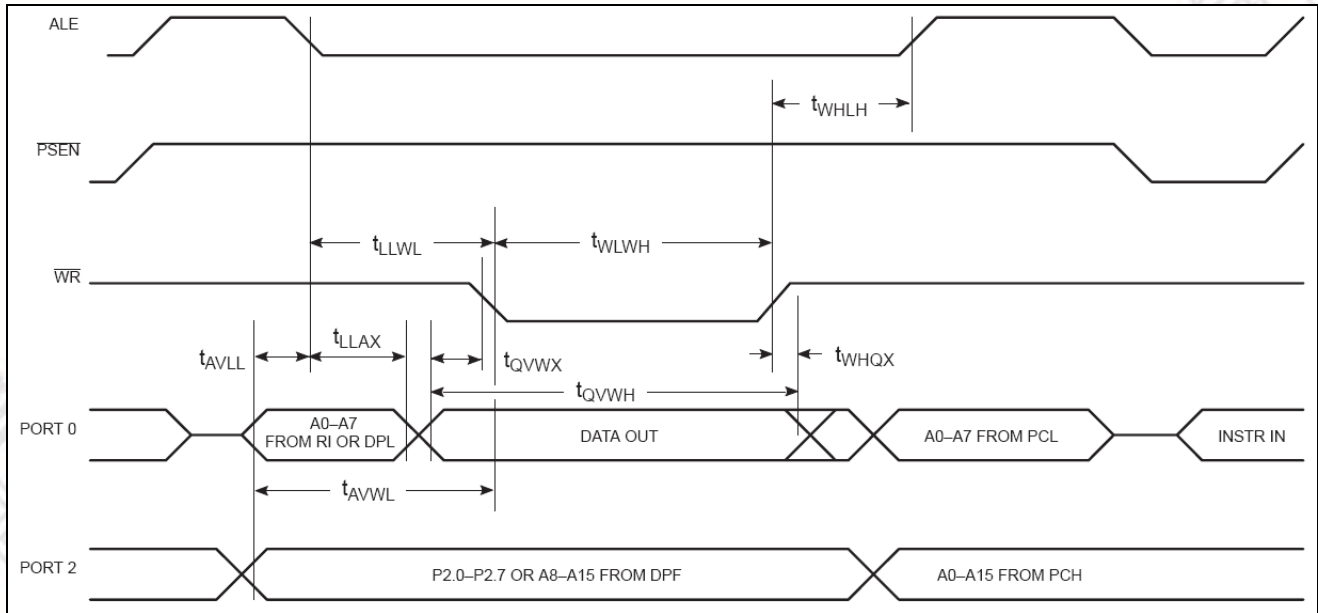 ALE
tWHLH
PSEN
tLLWL
tWLWH
WR
tAVLL
tLLAX
tQVWX
tWHQX
tQVWH
PORT 0
A0–A7
FROM RI OR DPL
DATA OUT
A0–A7 FROM PCL
INSTR IN
tAVWL
PORT 2
P2.0–P2.7 OR A8–A15 FROM DPF
A0–A15 FROM PCH